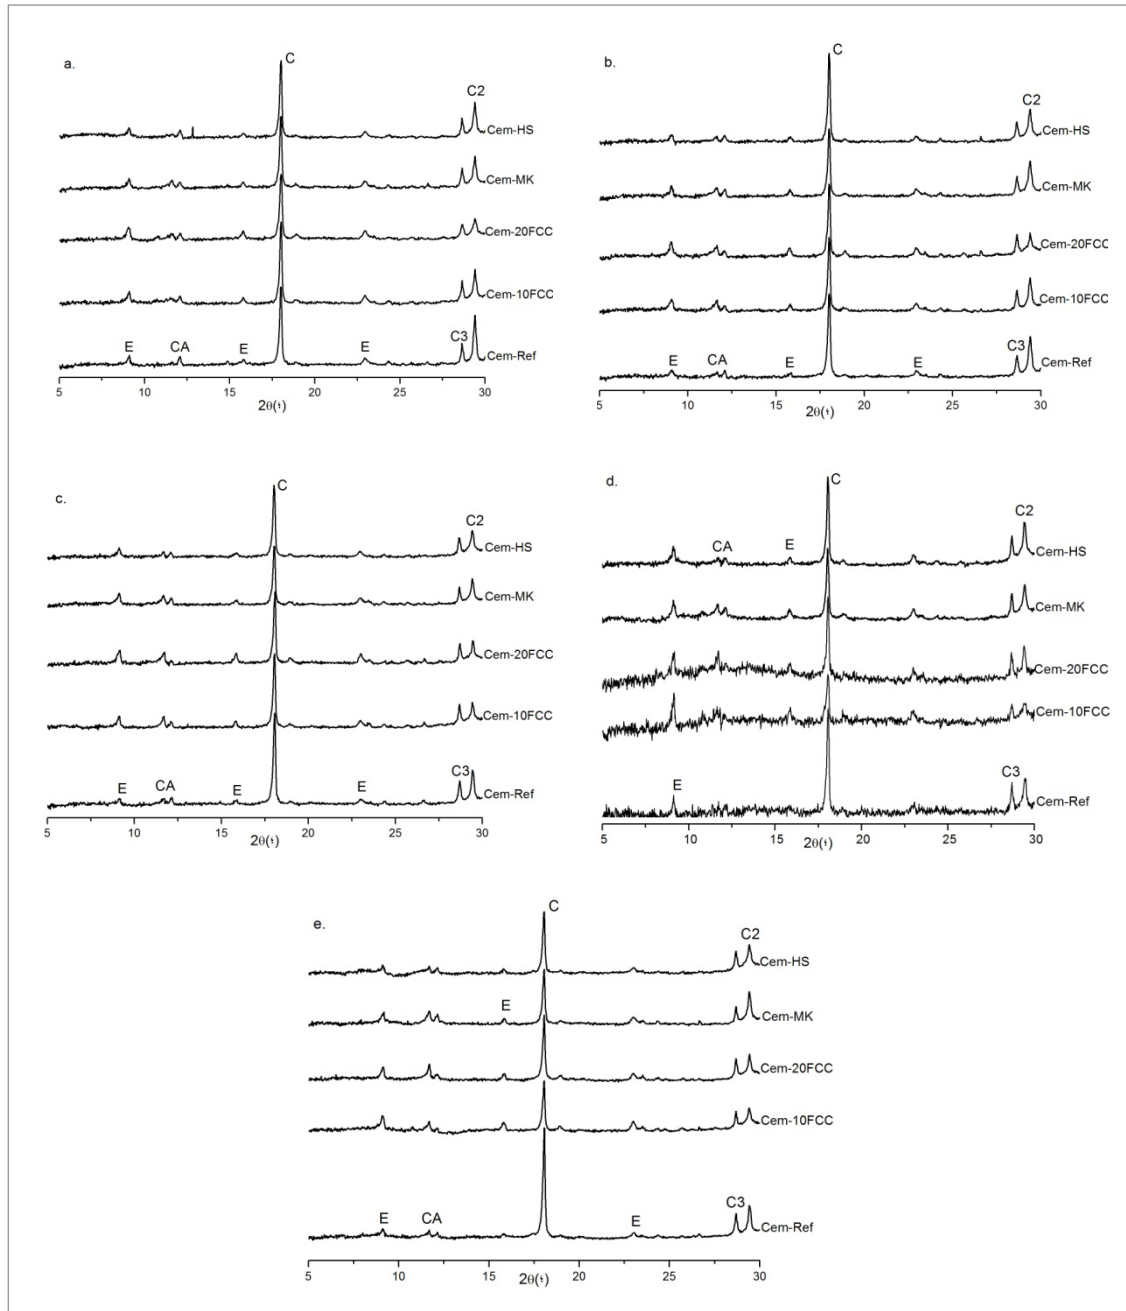 a.
C
C2
Cem-HS
Cem-MK
Cem-20FCC
Cem-10FCC
E CA E E C3
Cem-Ref
5 10 15 20 25 30
2θ(°)
b.
C
C2
Cem-HS
Cem-MK
Cem-20FCC
Cem-10FCC
E CA E E C3
Cem-Ref
5 10 15 20 25 30
2θ(°)
c.
C
C2
Cem-HS
Cem-MK
Cem-20FCC
Cem-10FCC
E CA E E C3
Cem-Ref
5 10 15 20 25 30
2θ(°)
d.
C
C2
CA E
Cem-HS
Cem-MK
Cem-20FCC
Cem-10FCC
E C3
Cem-Ref
5 10 15 20 25 30
2θ(°)
e.
C
C2
Cem-HS
E
Cem-MK
Cem-20FCC
Cem-10FCC
E CA E C3
Cem-Ref
5 10 15 20 25 30
2θ(°)